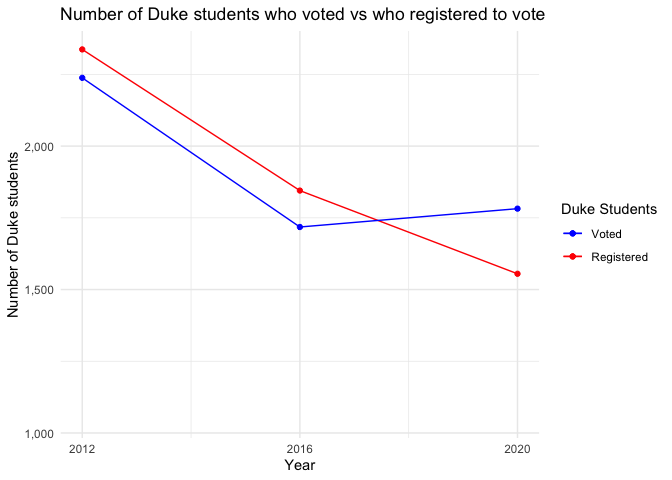 Number of Duke students who voted vs who registered to vote
Number of Duke students
2,000
1,500
1,000
2012
2016
2020
Year
Duke Students
Voted
Registered